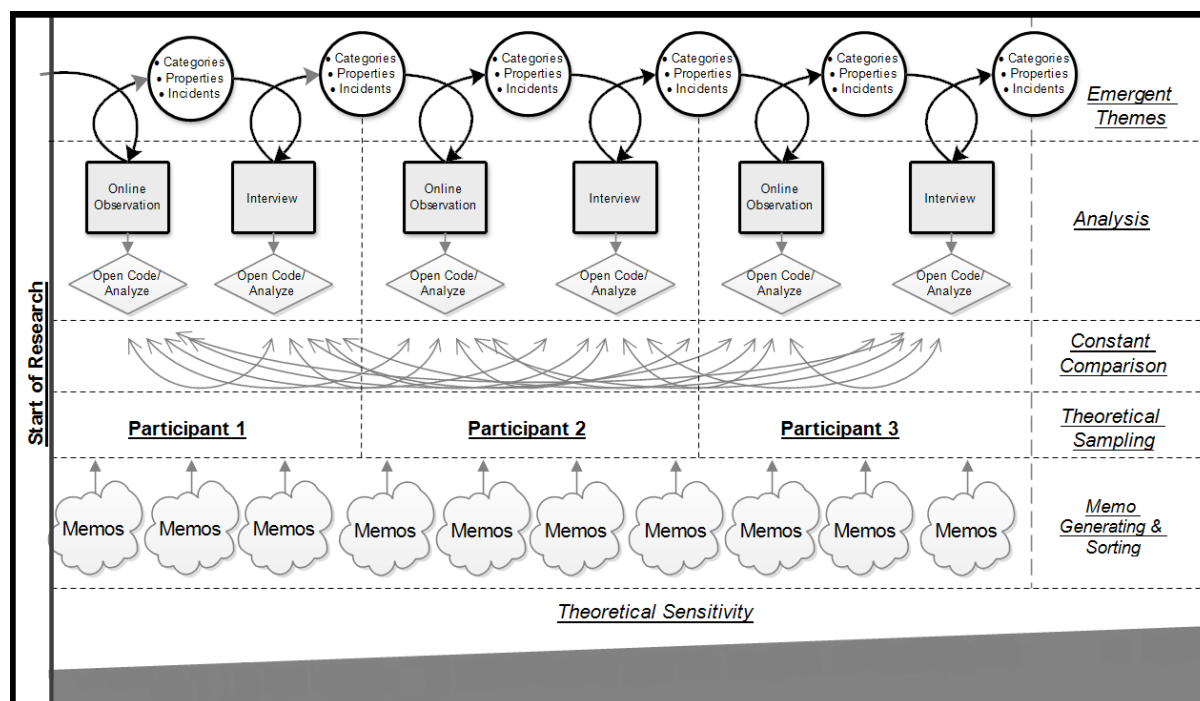 Start of Research
• Categories
• Properties
• Incidents
• Categories
• Properties
• Incidents
• Categories
• Properties
• Incidents
• Categories
• Properties
• Incidents
• Categories
• Properties
• Incidents
• Categories
• Properties
• Incidents
Emergent
Themes
Online
Observation
Interview
Online
Observation
Interview
Online
Observation
Interview
Analysis
Open Code/
Analyze
Open Code/
Analyze
Open Code/
Analyze
Open Code/
Analyze
Open Code/
Analyze
Open Code/
Analyze
Constant
Comparison
Participant 1
Participant 2
Participant 3
Theoretical
Sampling
Memos
Memos
Memos
Memos
Memos
Memos
Memos
Memos
Memos
Memos
Memo
Generating &
Sorting
Theoretical Sensitivity